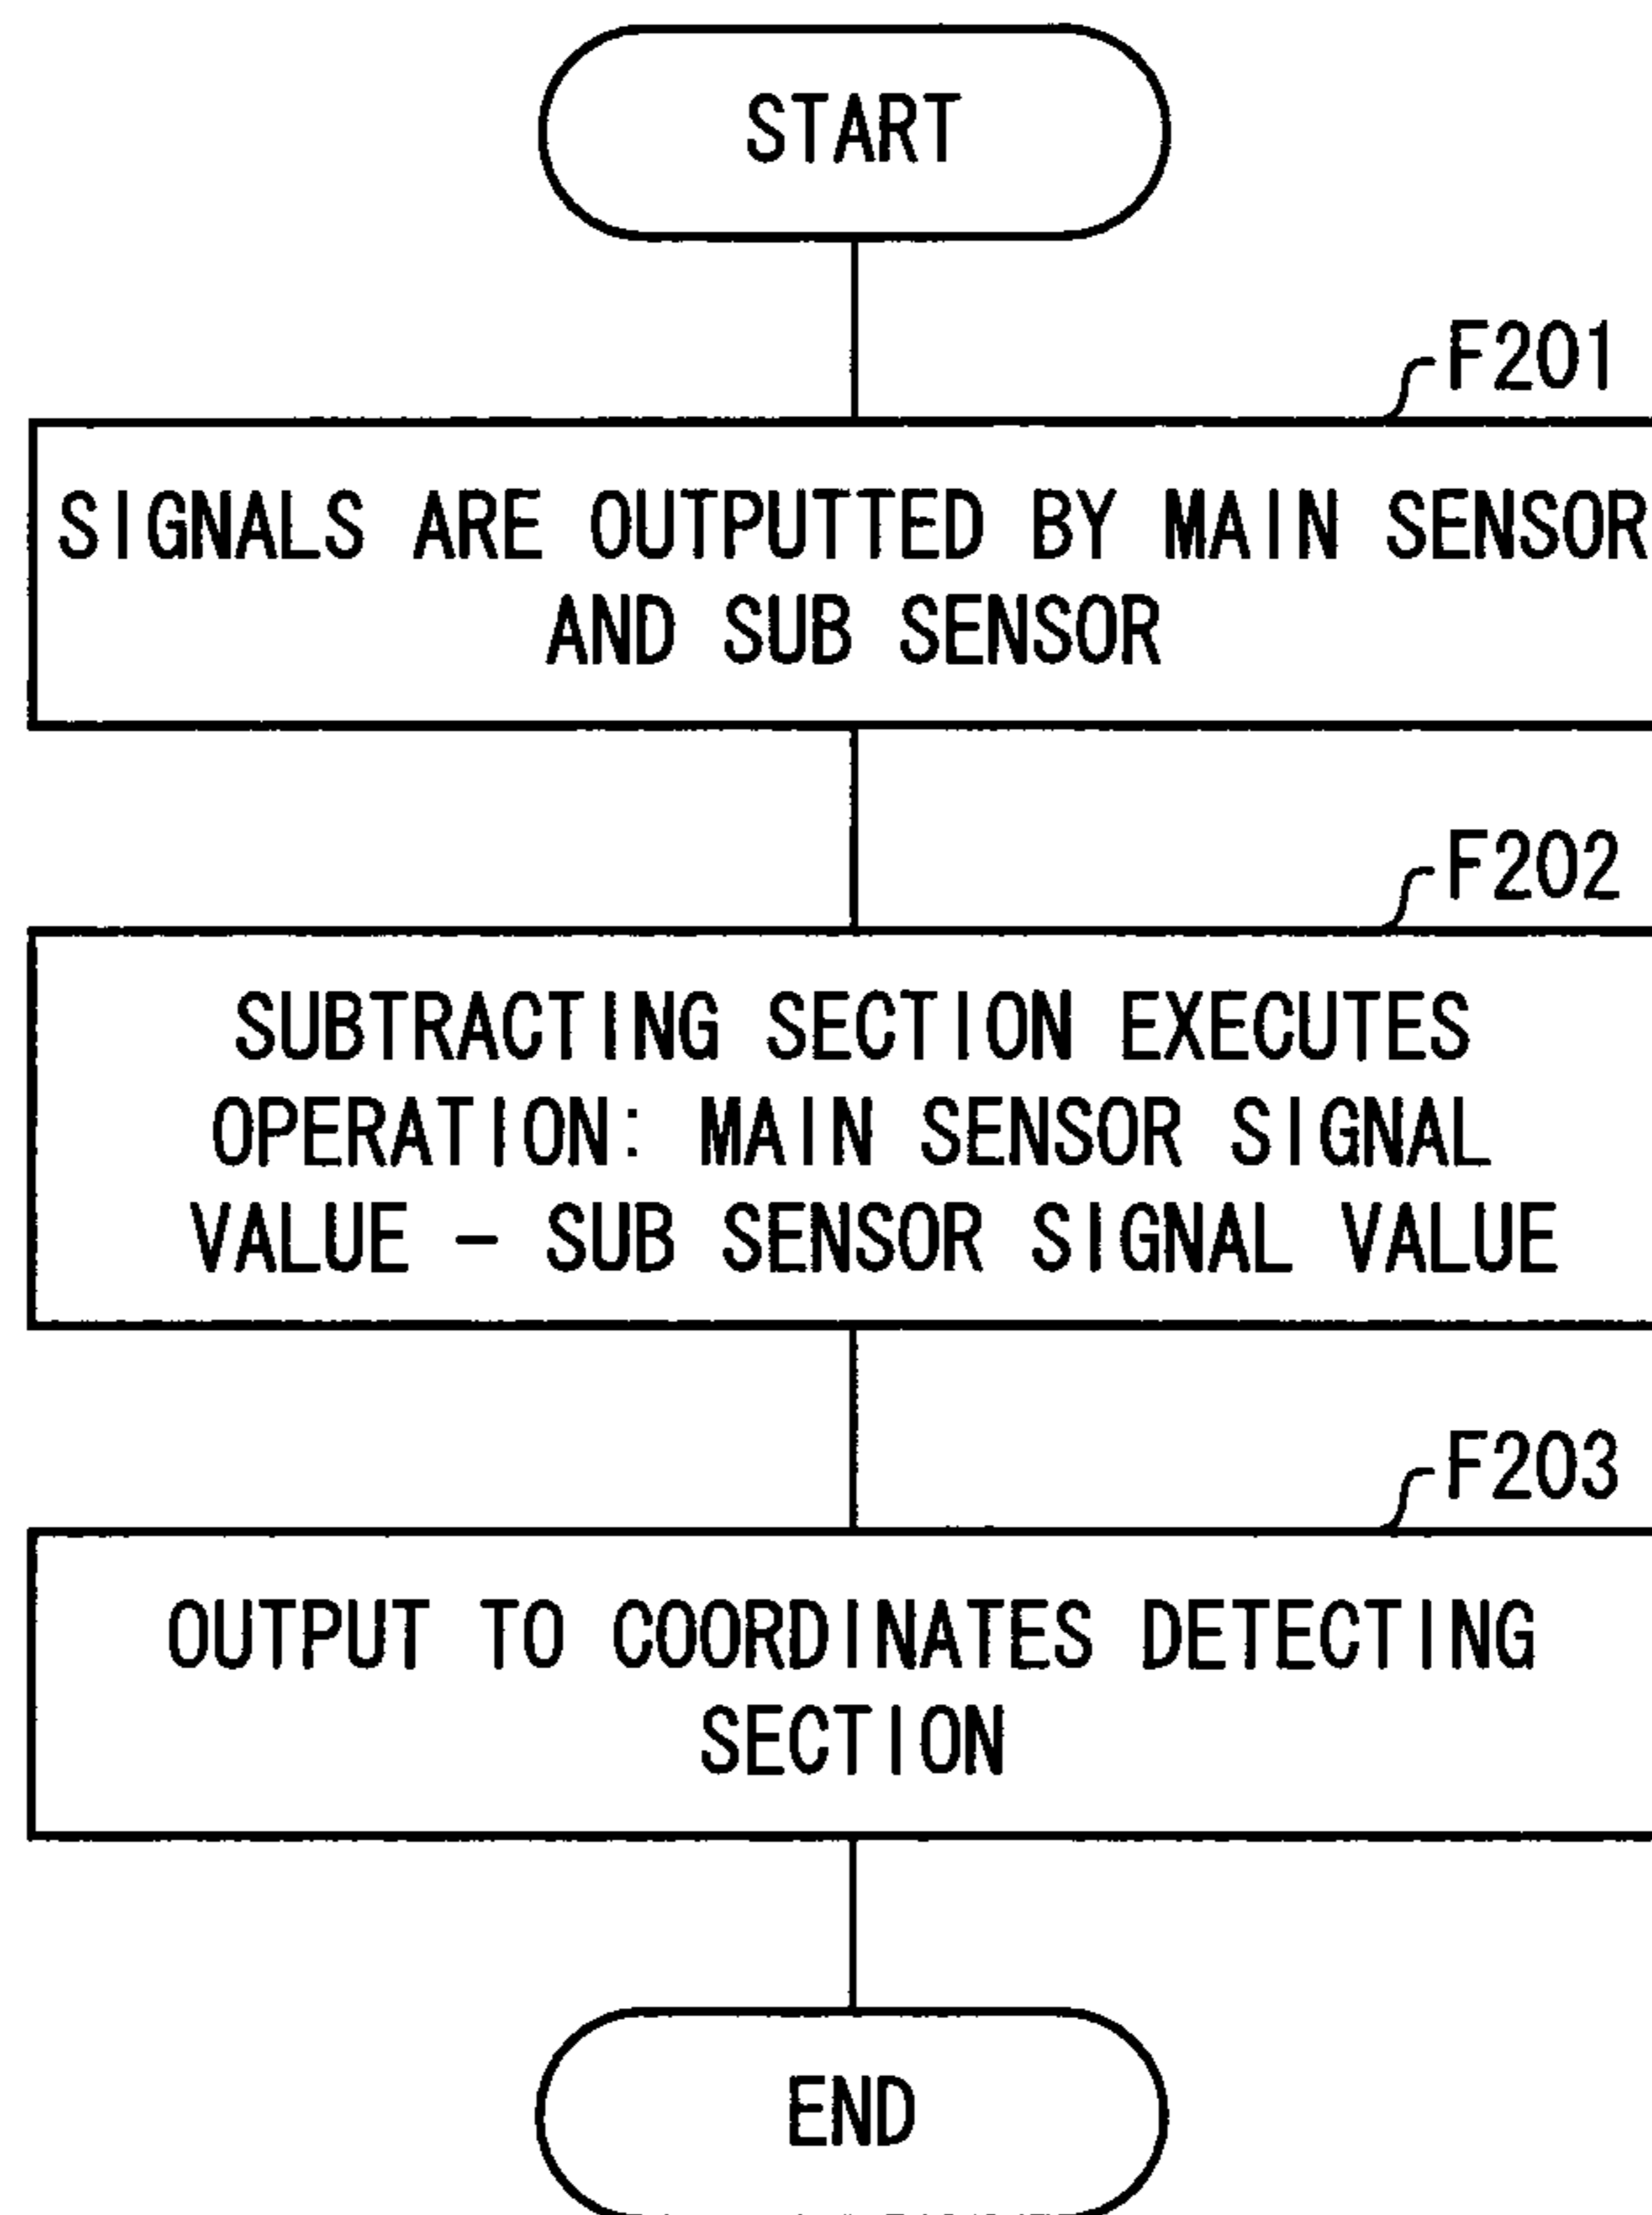 START
F201
SIGNALS ARE OUTPUTTED BY MAIN SENSOR
AND SUB SENSOR
F202
SUBTRACTING SECTION EXECUTES
OPERATION: MAIN SENSOR SIGNAL
VALUE - SUB SENSOR SIGNAL VALUE
F203
OUTPUT TO COORDINATES DETECTING
SECTION
END